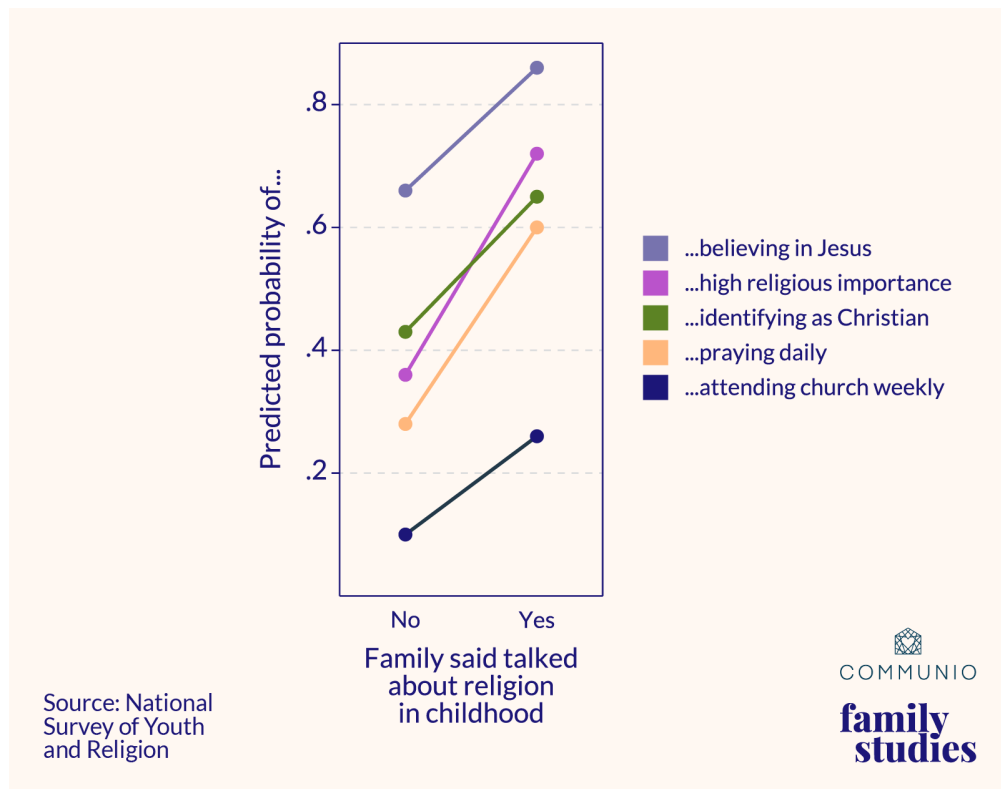 Predicted probability of...
.8
.6
.4
.2
No
Yes
Family said talked
about religion
in childhood
...believing in Jesus
...high religious importance
...identifying as Christian
...praying daily
...attending church weekly
Source: National
Survey of Youth
and Religion
COMMUNIO
family
studies